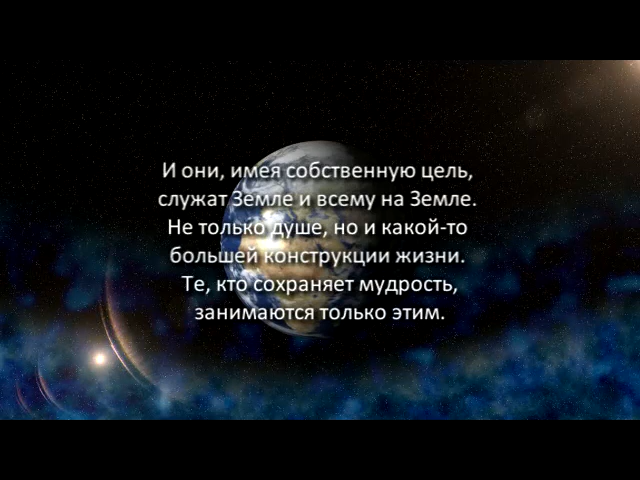 И они, имея собственную цель,
служат Земле и всему на Земле.
Не только душе, но и какой-то
большей конструкции жизни.
Те, кто сохраняет мудрость,
занимаются только этим.